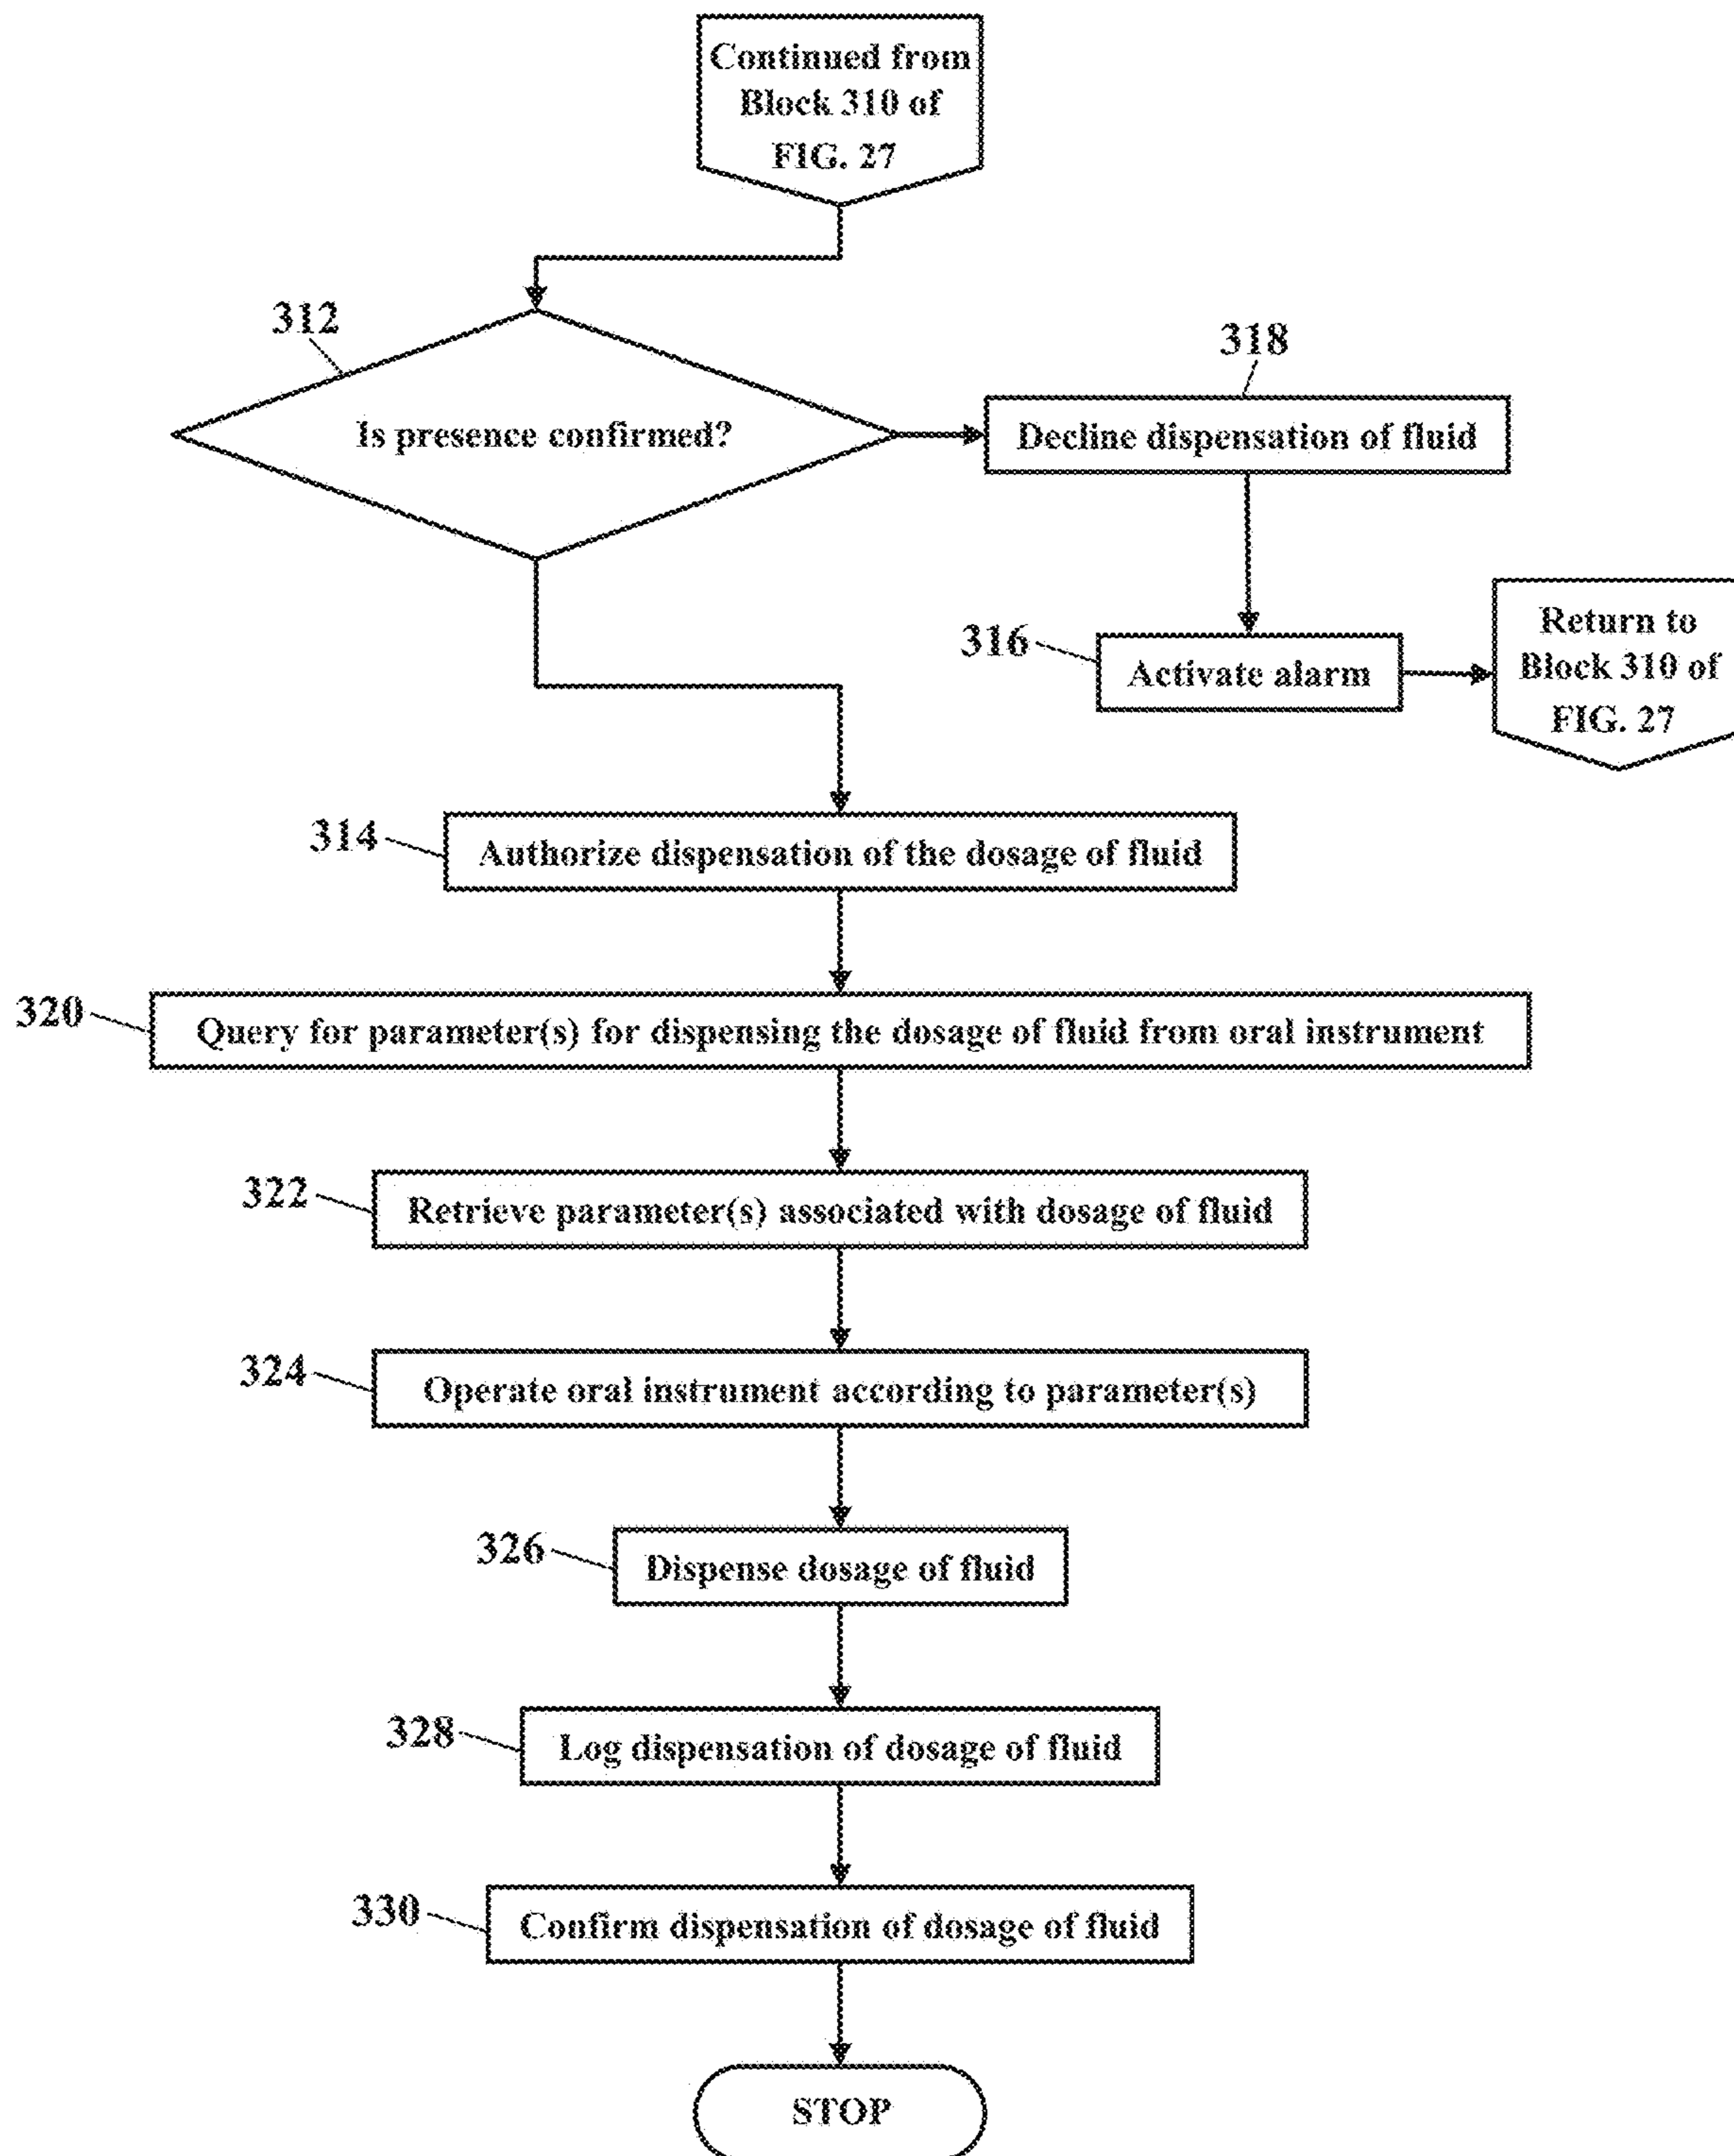 Continued from
Block 310 of
FIG. 27
312
Is presence confirmed?
318
Decline dispensation of fluid
316
Activate alarm
Return to
Block 310 of
FIG. 27
314
Authorize dispensation of the dosage of fluid
320
Query for parameter(s) for dispensing the dosage of fluid from oral instrument
322
Retrieve parameter(s) associated with dosage of fluid
324
Operate oral instrument according to parameter(s)
326
Dispense dosage of fluid
328
Log dispensation of dosage of fluid
330
Confirm dispensation of dosage of fluid
STOP